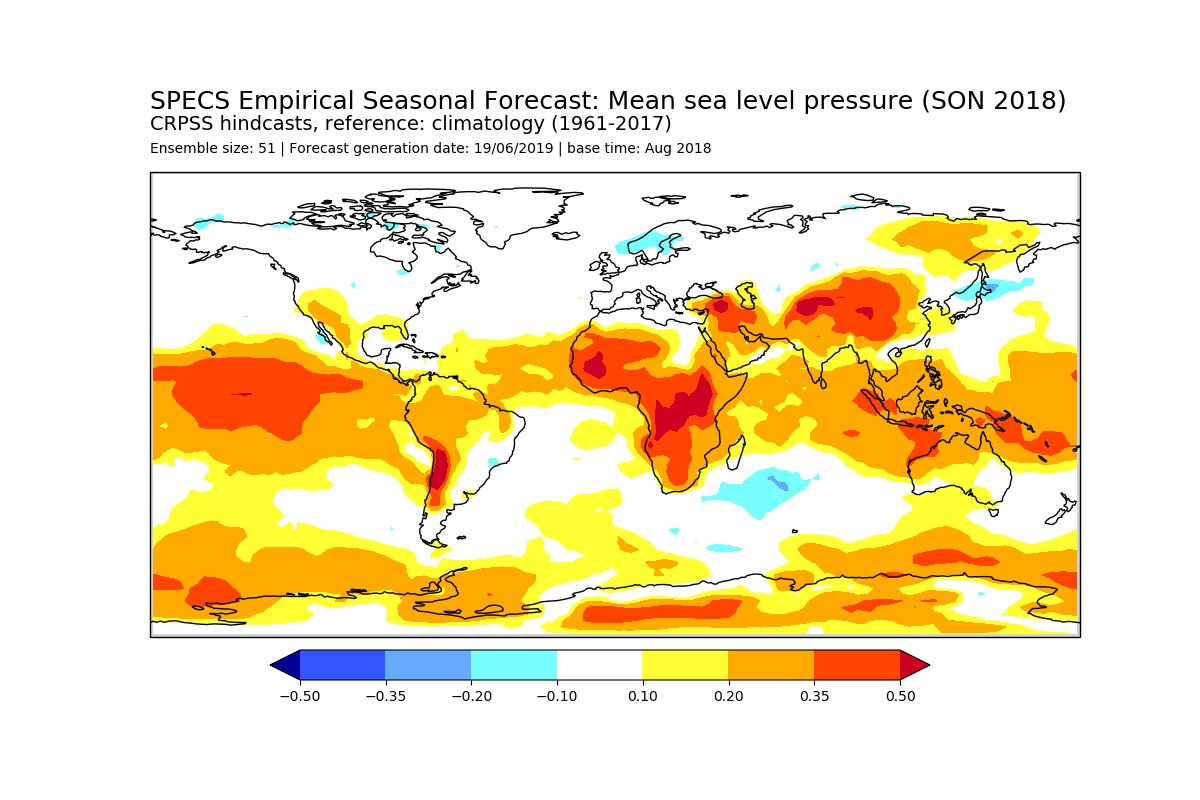 SPECS Empirical Seasonal Forecast: Mean sea level pressure (SON 2018)
CRPSS hindcasts, reference: climatology (1961-2017)
Ensemble size: 51 | Forecast generation date: 19/06/2019 | base time: Aug 2018
−0.50 −0.35 −0.20 −0.10 0.10 0.20 0.35 0.50